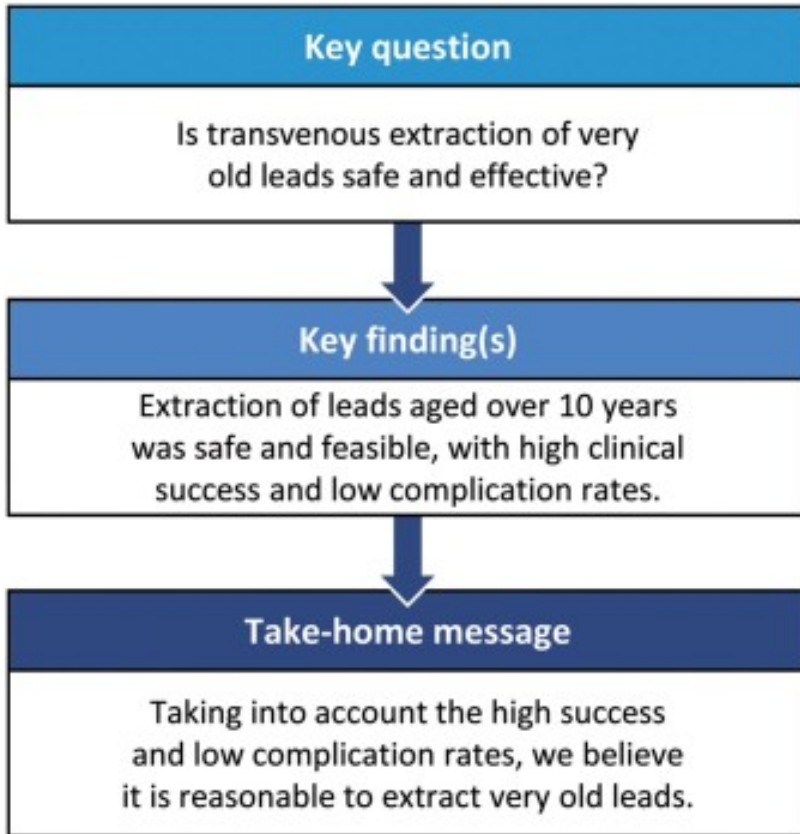 Key question
Is transvenous extraction of very
old leads safe and effective?
Key finding(s)
Extraction of leads aged over 10 years
was safe and feasible, with high clinical
success and low complication rates.
Take-home message
Taking into account the high success
and low complication rates, we believe
it is reasonable to extract very old leads.